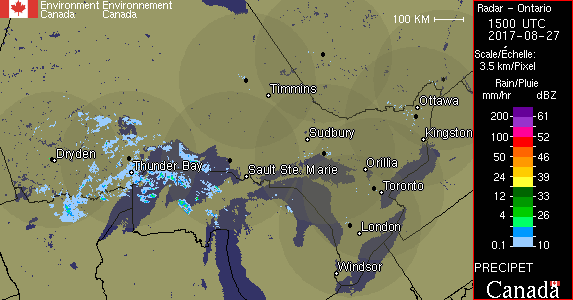 Environment Environnement
Canada Canada
100 KM
Timmins
Ottawa
Sudbury
Kingston
Dryden
Thunder Bay
Sault Ste. Marie
Orillia
Toronto
London
Windsor
Radar - Ontario
1500 UTC
2017-08-27
Scale/Échelle:
3.5 km/Pixel
Rain/Pluie
mm/hr dBZ
200 61
100 52
50 46
24 39
12 33
4 26
1 16
0.1 10
PRECIPET
Canada